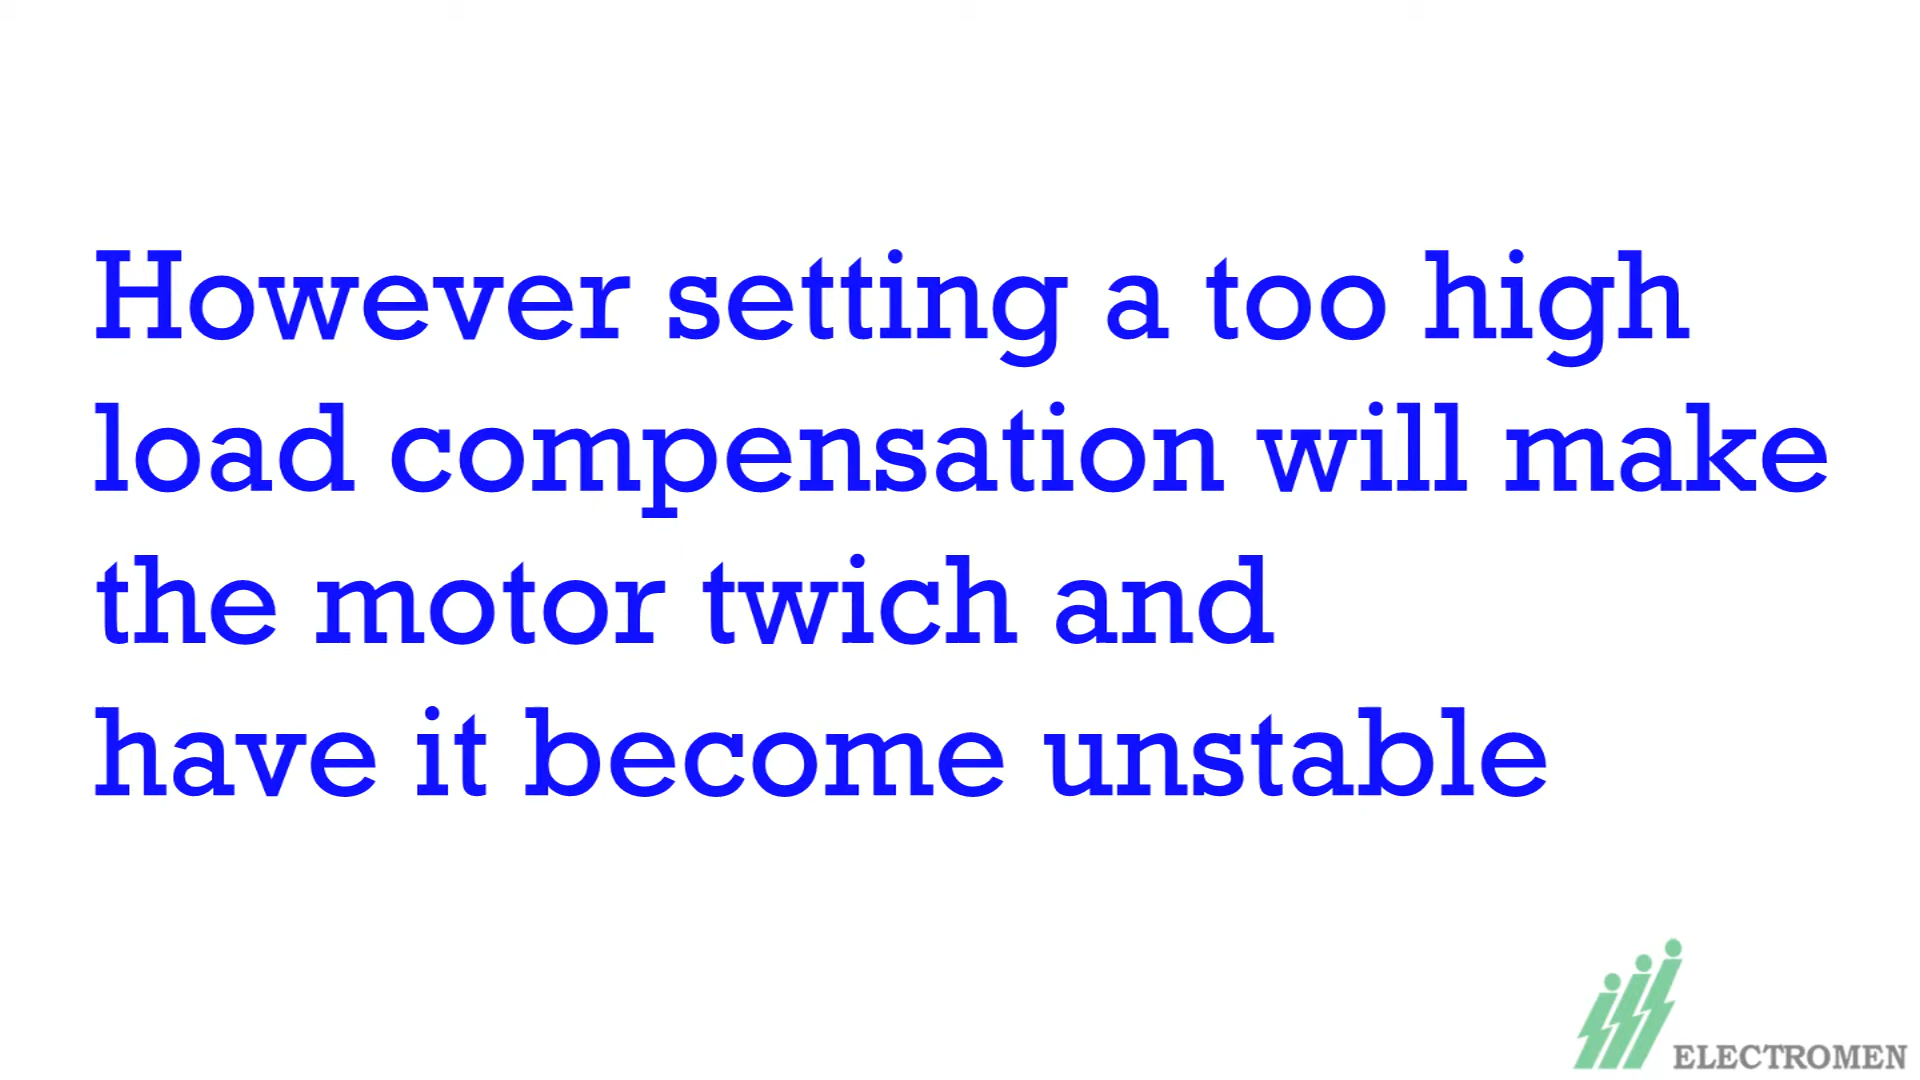 However setting a too high
load compensation will make
the motor twich and
have it become unstable
ELECTROMEN